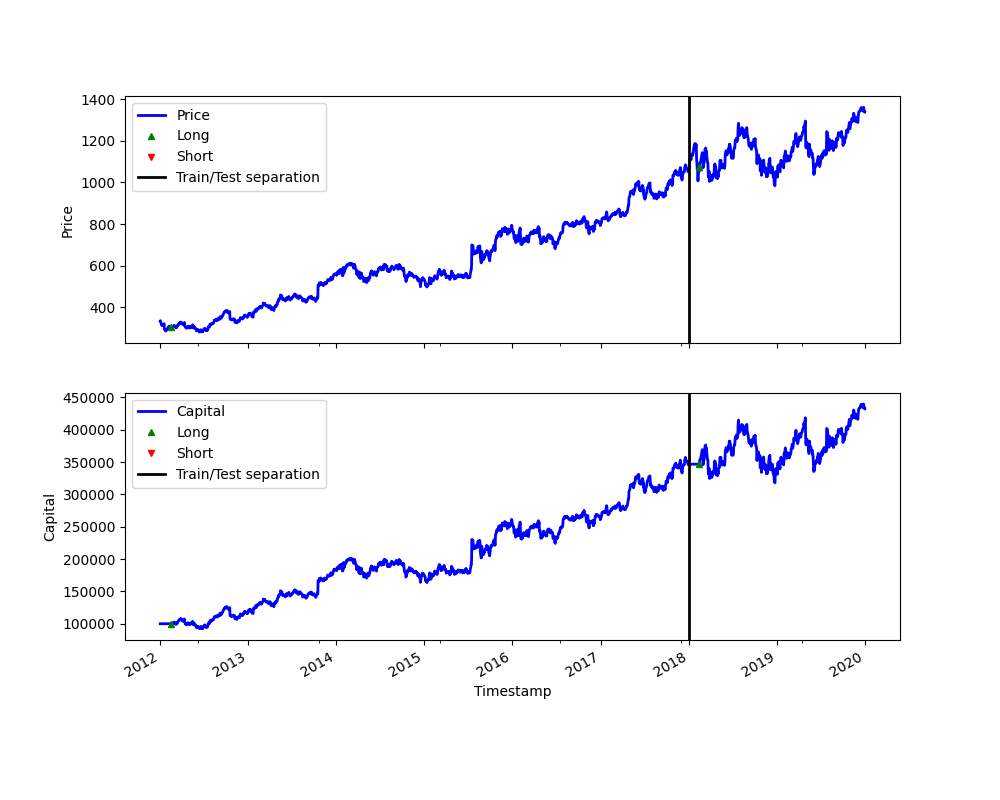 1400
1200
1000
800
600
400
Price
Price
Long
Short
Train/Test separation
450000
400000
350000
300000
250000
200000
150000
100000
Capital
Capital
Long
Short
Train/Test separation
2012 2013 2014 2015 2016 2017 2018 2019 2020
Timestamp